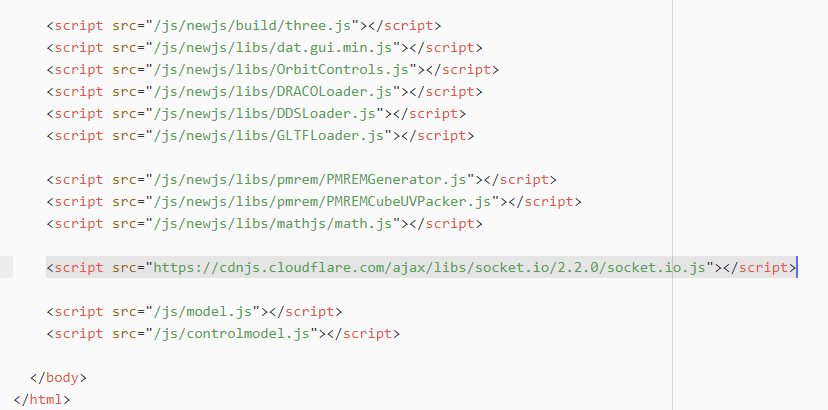 <script src="/js/newjs/build/three.js"></script>
<script src="/js/newjs/libs/dat.gui.min.js"></script>
<script src="/js/newjs/libs/OrbitControls.js"></script>
<script src="/js/newjs/libs/DRACOLoader.js"></script>
<script src="/js/newjs/libs/DDSLoader.js"></script>
<script src="/js/newjs/libs/GLTFLoader.js"></script>
<script src="/js/newjs/libs/pmrem/PMREMGenerator.js"></script>
<script src="/js/newjs/libs/pmrem/PMREMCubeUVPacker.js"></script>
<script src="/js/newjs/libs/mathjs/math.js"></script>
<script src="https://cdnjs.cloudflare.com/ajax/libs/socket.io/2.2.0/socket.io.js"></script>
<script src="/js/model.js"></script>
<script src="/js/controlmodel.js"></script>
</body>
</html>